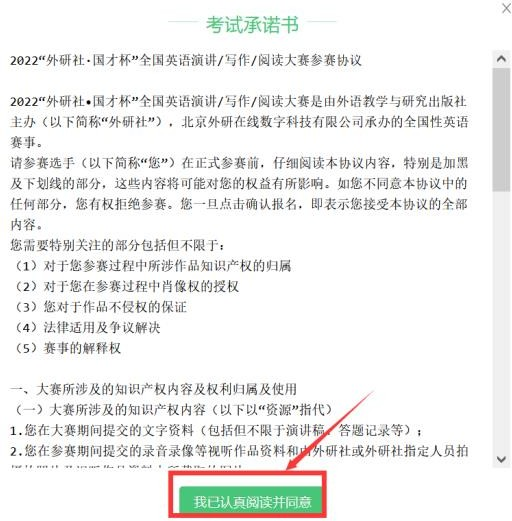 考试承诺书
2022“外研社·国才杯”全国英语演讲/写作/阅读大赛参赛协议
2022“外研社•国才杯”全国英语演讲/写作/阅读大赛是由外语教学与研究出版社
主办（以下简称“外研社”），北京外研在线数字科技有限公司承办的全国性英语
赛事。
请参赛选手（以下简称“您”）在正式参赛前，仔细阅读本协议内容，特别是加黑
及下划线的部分，这些内容将可能对您的权益有所影响。如您不同意本协议中的
任何部分，您有权拒绝参赛。您一旦点击确认报名，即表示您接受本协议的全部
内容。
您需要特别关注的部分包括但不限于：
（1）对于您参赛过程中所涉作品知识产权的归属
（2）对于您在参赛过程中肖像权的授权
（3）您对于作品不侵权的保证
（4）法律适用及争议解决
（5）赛事的解释权
一、大赛所涉及的知识产权内容及权利归属及使用
（一）大赛所涉及的知识产权内容（以下以“资源”指代）
1.您在大赛期间提交的文字资料（包括但不限于演讲稿、答题记录等）；
2.您在参赛期间提交的录音录像等视听作品资料和由外研社或外研社指定人员拍
我已认真阅读并同意